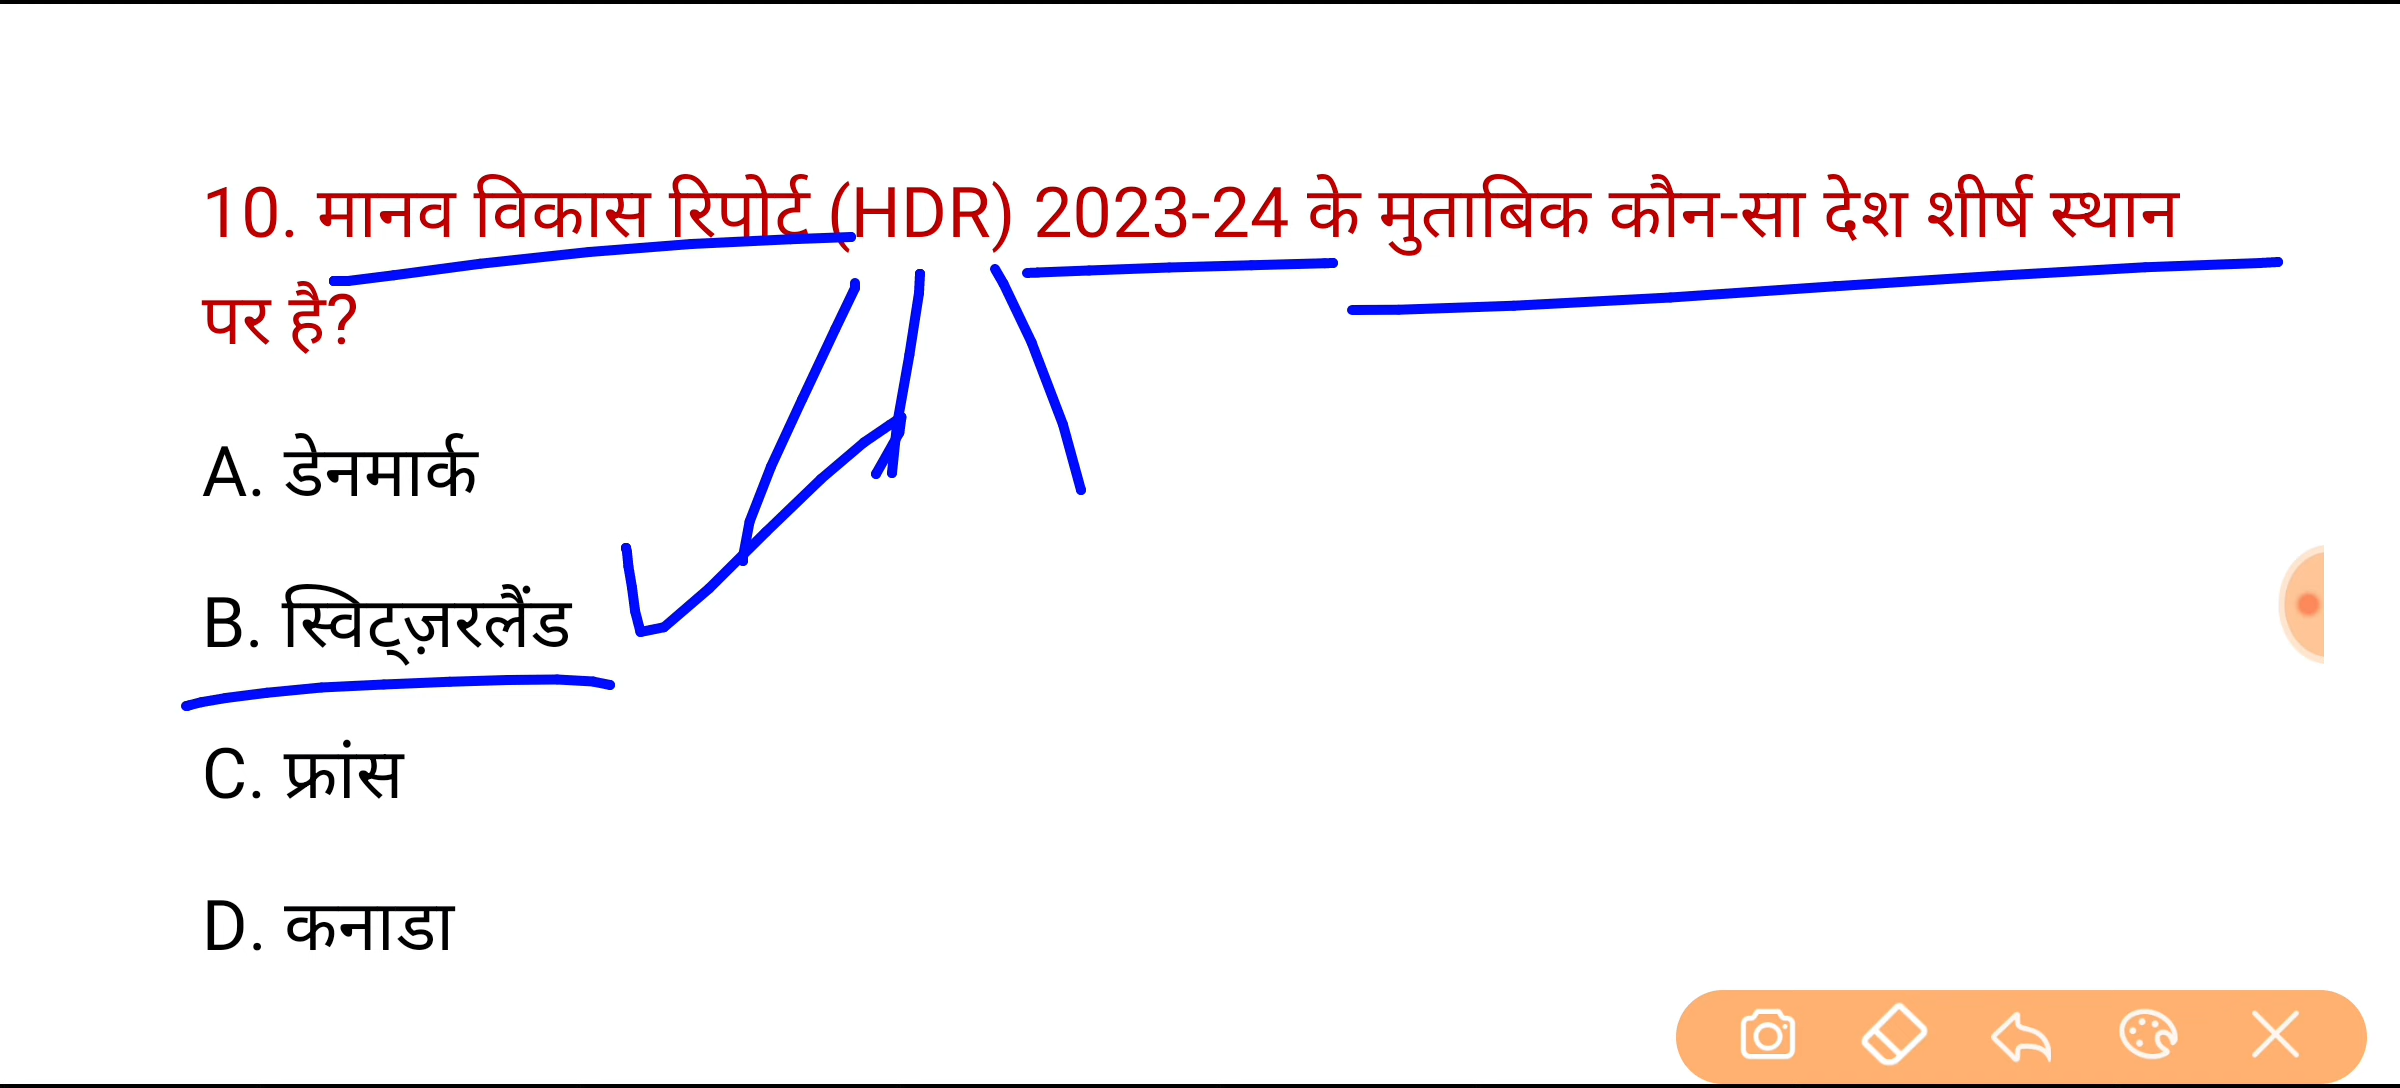 10. मानव विकास रिपोर्ट (HDR) 2023-24 के मुताबिक कौन-सा देश शीर्ष स्थान
पर है?
A. डेनमार्क
B. स्विट्ज़रलैंड
C. फ्रांस
D. कनाडा